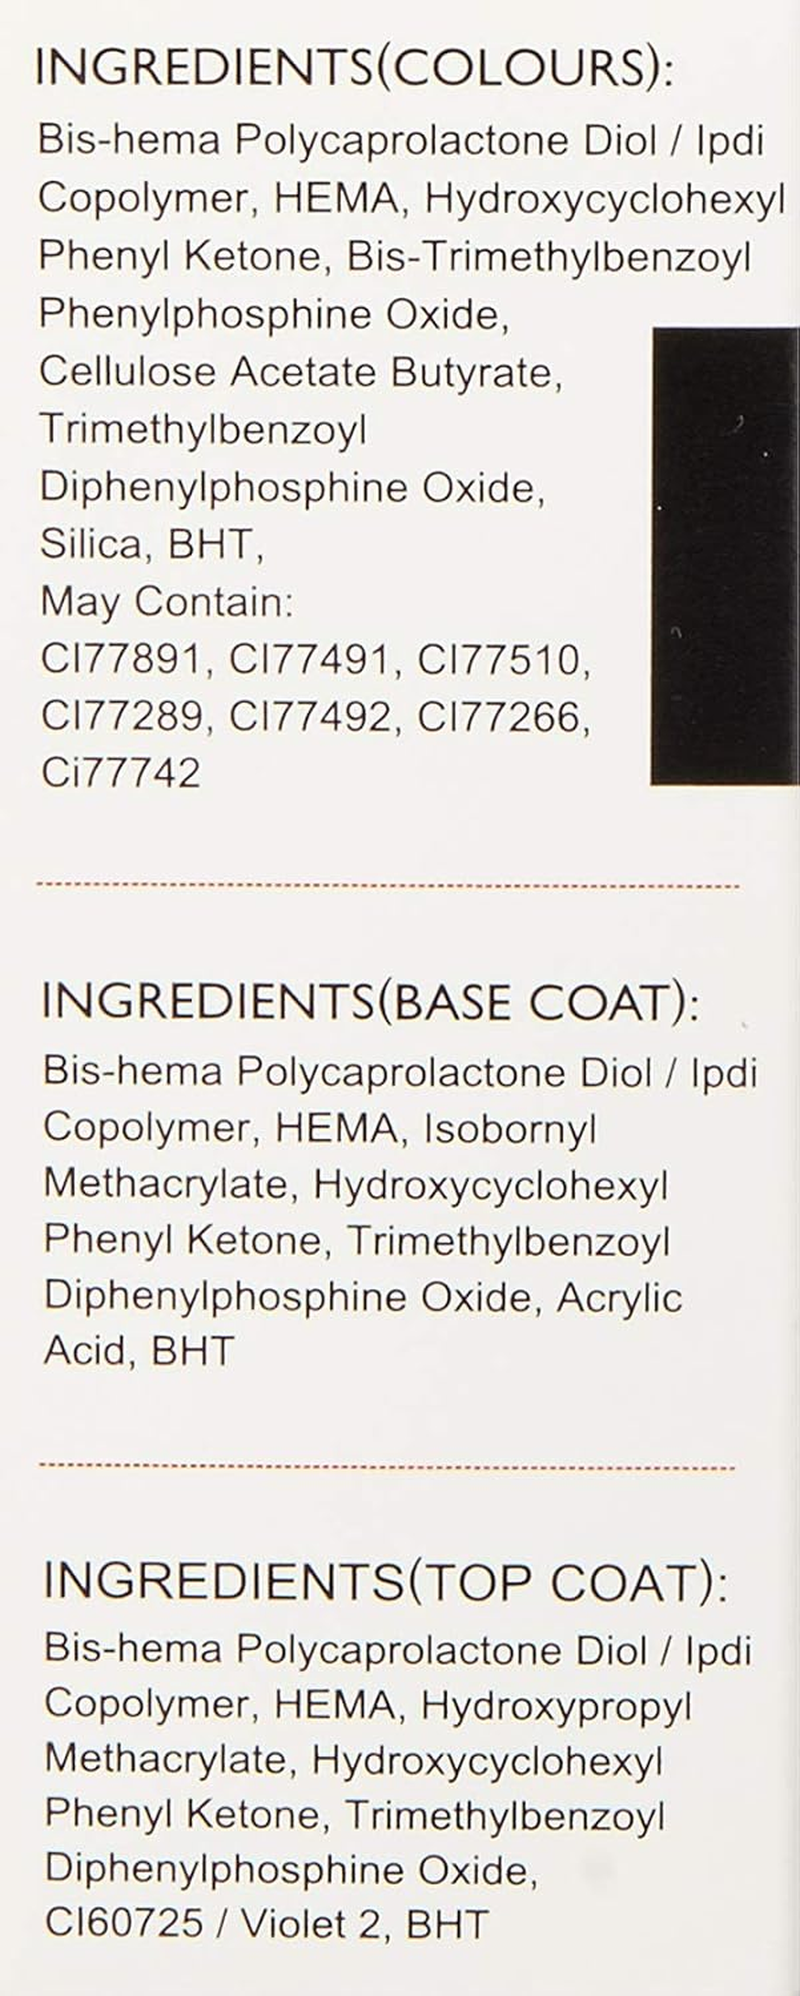 INGREDIENTS(COLOURS):
Bis-hema Polycaprolactone Diol / Ipdi
Copolymer, HEMA, Hydroxycyclohexyl
Phenyl Ketone, Bis-Trimethylbenzoyl
Phenylphosphine Oxide,
Cellulose Acetate Butyrate,
Trimethylbenzoyl
Diphenylphosphine Oxide,
Silica, BHT,
May Contain:
CI77891, CI77491, CI77510,
CI77289, CI77492, CI77266,
Ci77742
INGREDIENTS(BASE COAT):
Bis-hema Polycaprolactone Diol / Ipdi
Copolymer, HEMA, Isobornyl
Methacrylate, Hydroxycyclohexyl
Phenyl Ketone, Trimethylbenzoyl
Diphenylphosphine Oxide, Acrylic
Acid, BHT
INGREDIENTS(TOP COAT):
Bis-hema Polycaprolactone Diol / Ipdi
Copolymer, HEMA, Hydroxypropyl
Methacrylate, Hydroxycyclohexyl
Phenyl Ketone, Trimethylbenzoyl
Diphenylphosphine Oxide,
CI60725 / Violet 2, BHT